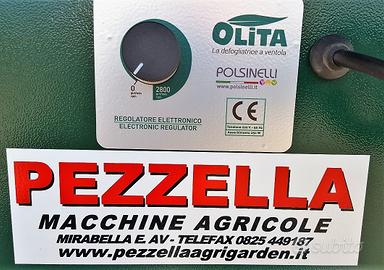 OLITA
La defogliatrice a ventola
POLSINELLI
www.polsinelli.it
0
2800
REGOLATORE ELETTRONICO
ELECTRONIC REGULATOR
CE
PEZZELLA
MACCHINE AGRICOLE
MIRABELLA E. AV - TELEFAX 0825 449187
www.pezzellaagrigarden.it
subito